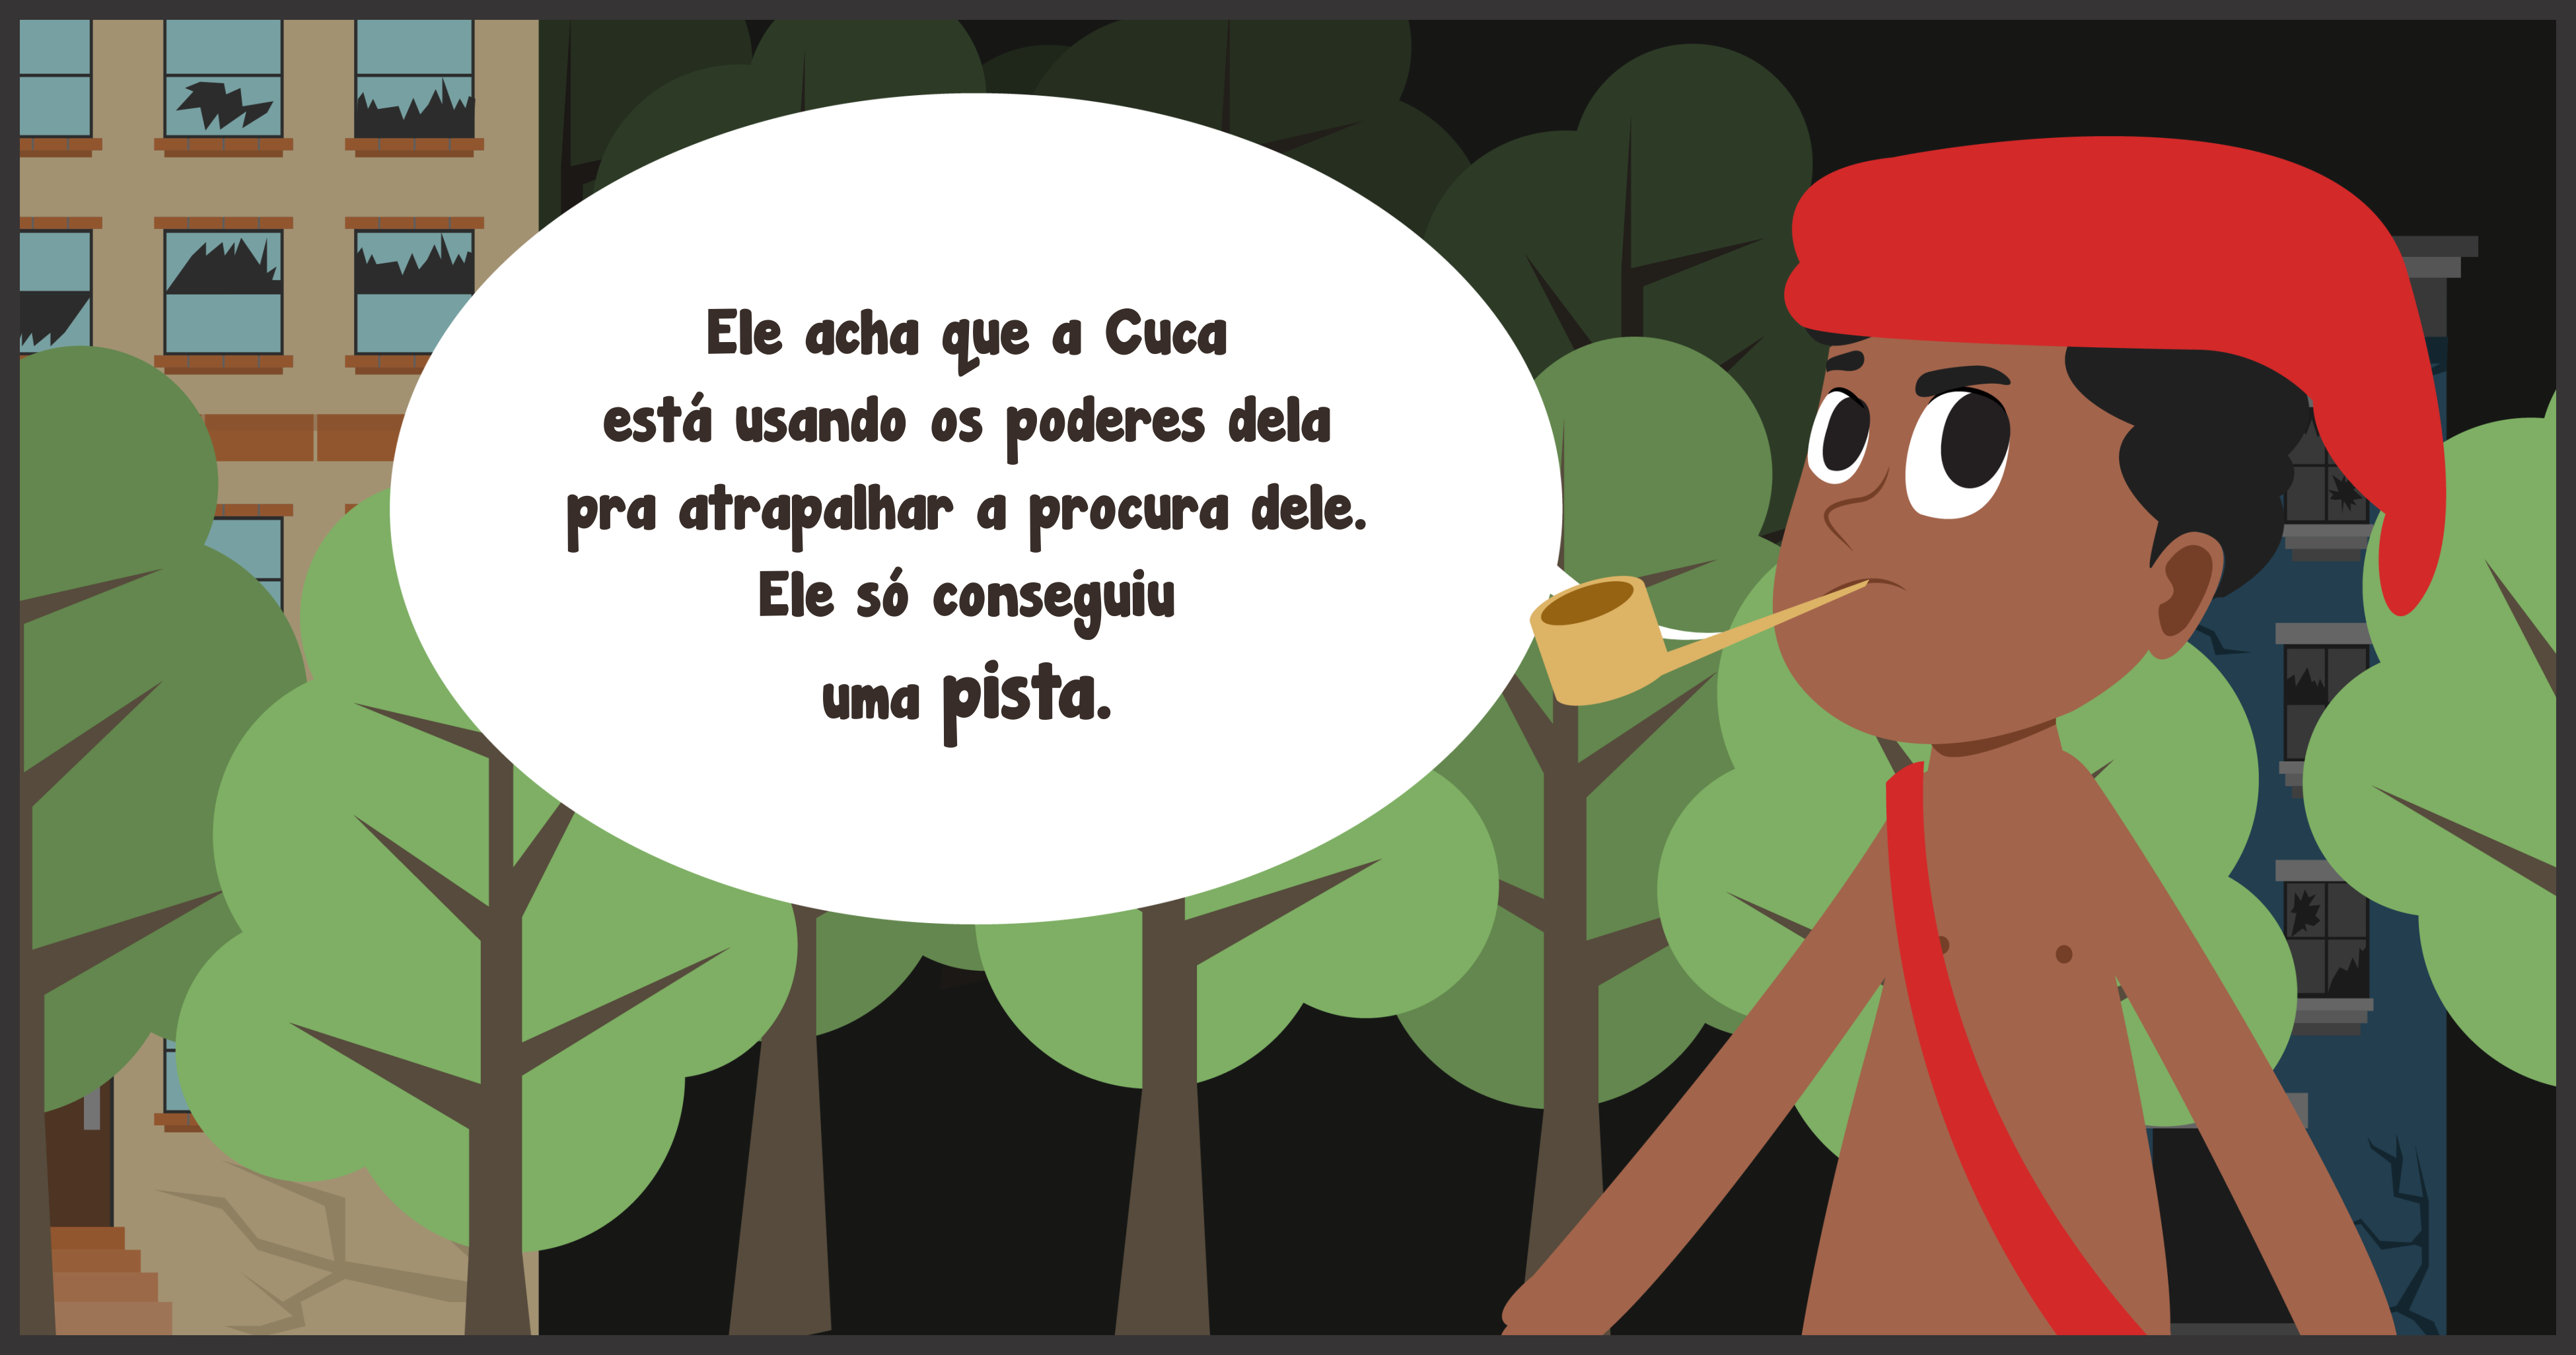 Ele acha que a Cuca
está usando os poderes dela
pra atrapalhar a procura dele.
Ele só conseguiu
uma pista.